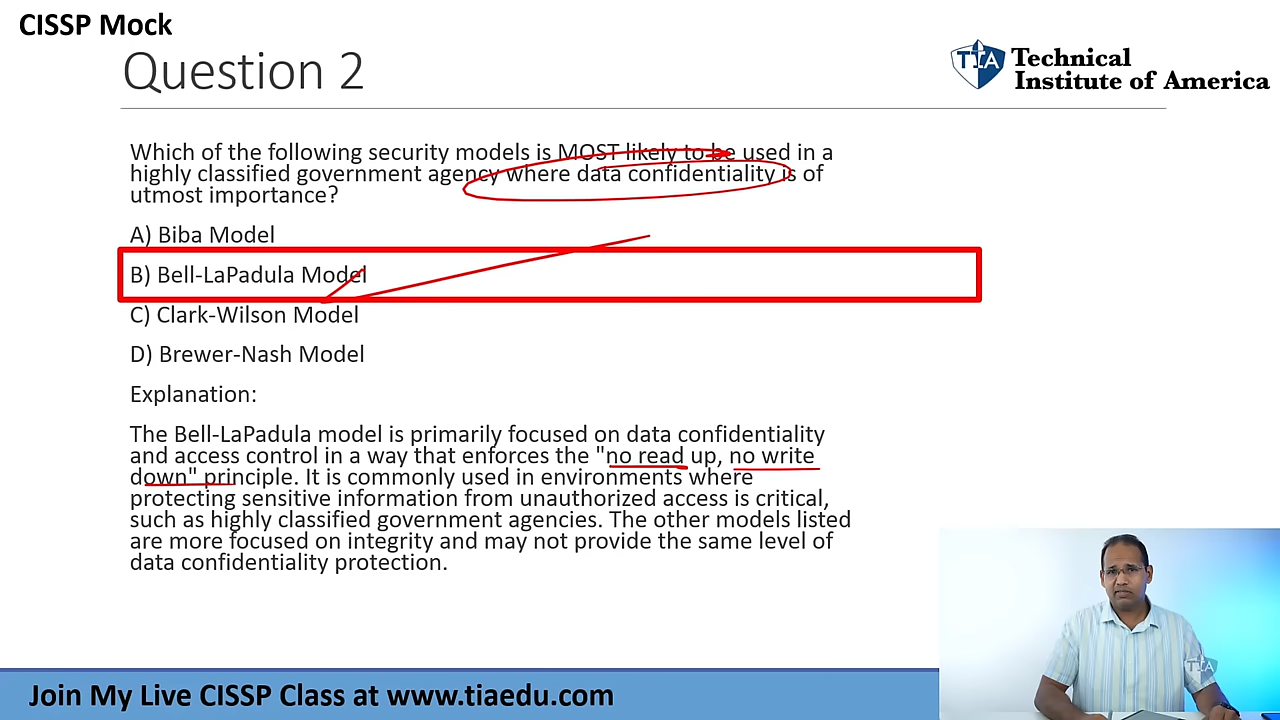 CISSP Mock
Question 2
TIA
Technical
Institute of America
Which of the following security models is MOST likely to be used in a
highly classified government agency where data confidentiality is of
utmost importance?
A) Biba Model
B) Bell-LaPadula Model
C) Clark-Wilson Model
D) Brewer-Nash Model
Explanation:
The Bell-LaPadula model is primarily focused on data confidentiality
and access control in a way that enforces the "no read up, no write
down" principle. It is commonly used in environments where
protecting sensitive information from unauthorized access is critical,
such as highly classified government agencies. The other models listed
are more focused on integrity and may not provide the same level of
data confidentiality protection.
TIA
Join My Live CISSP Class at www.tiaedu.com